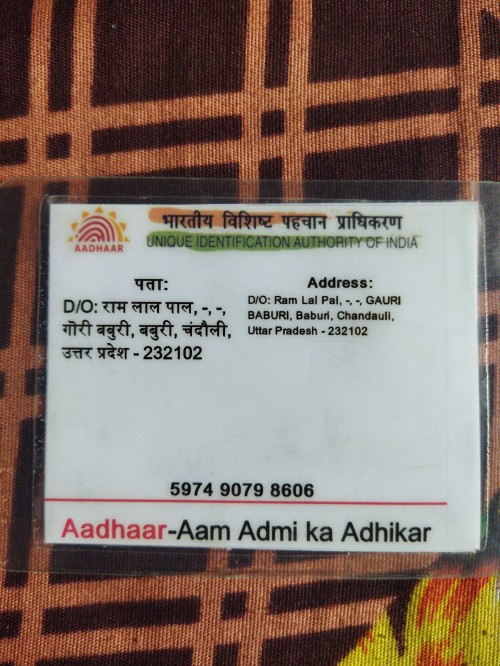 भारतीय विशिष्ट पहचान प्राधिकरण
AADHAAR
UNIQUE IDENTIFICATION AUTHORITY OF INDIA
पता:
D/O: राम लाल पाल, -, -,
गोरी बबुरी, बबुरी, चंदौली,
उत्तर प्रदेश - 232102
Address:
D/O: Ram Lal Pal, -, -, GAURI
BABURI, Baburi, Chandauli,
Uttar Pradesh - 232102
5974 9079 8606
Aadhaar-Aam Admi ka Adhikar